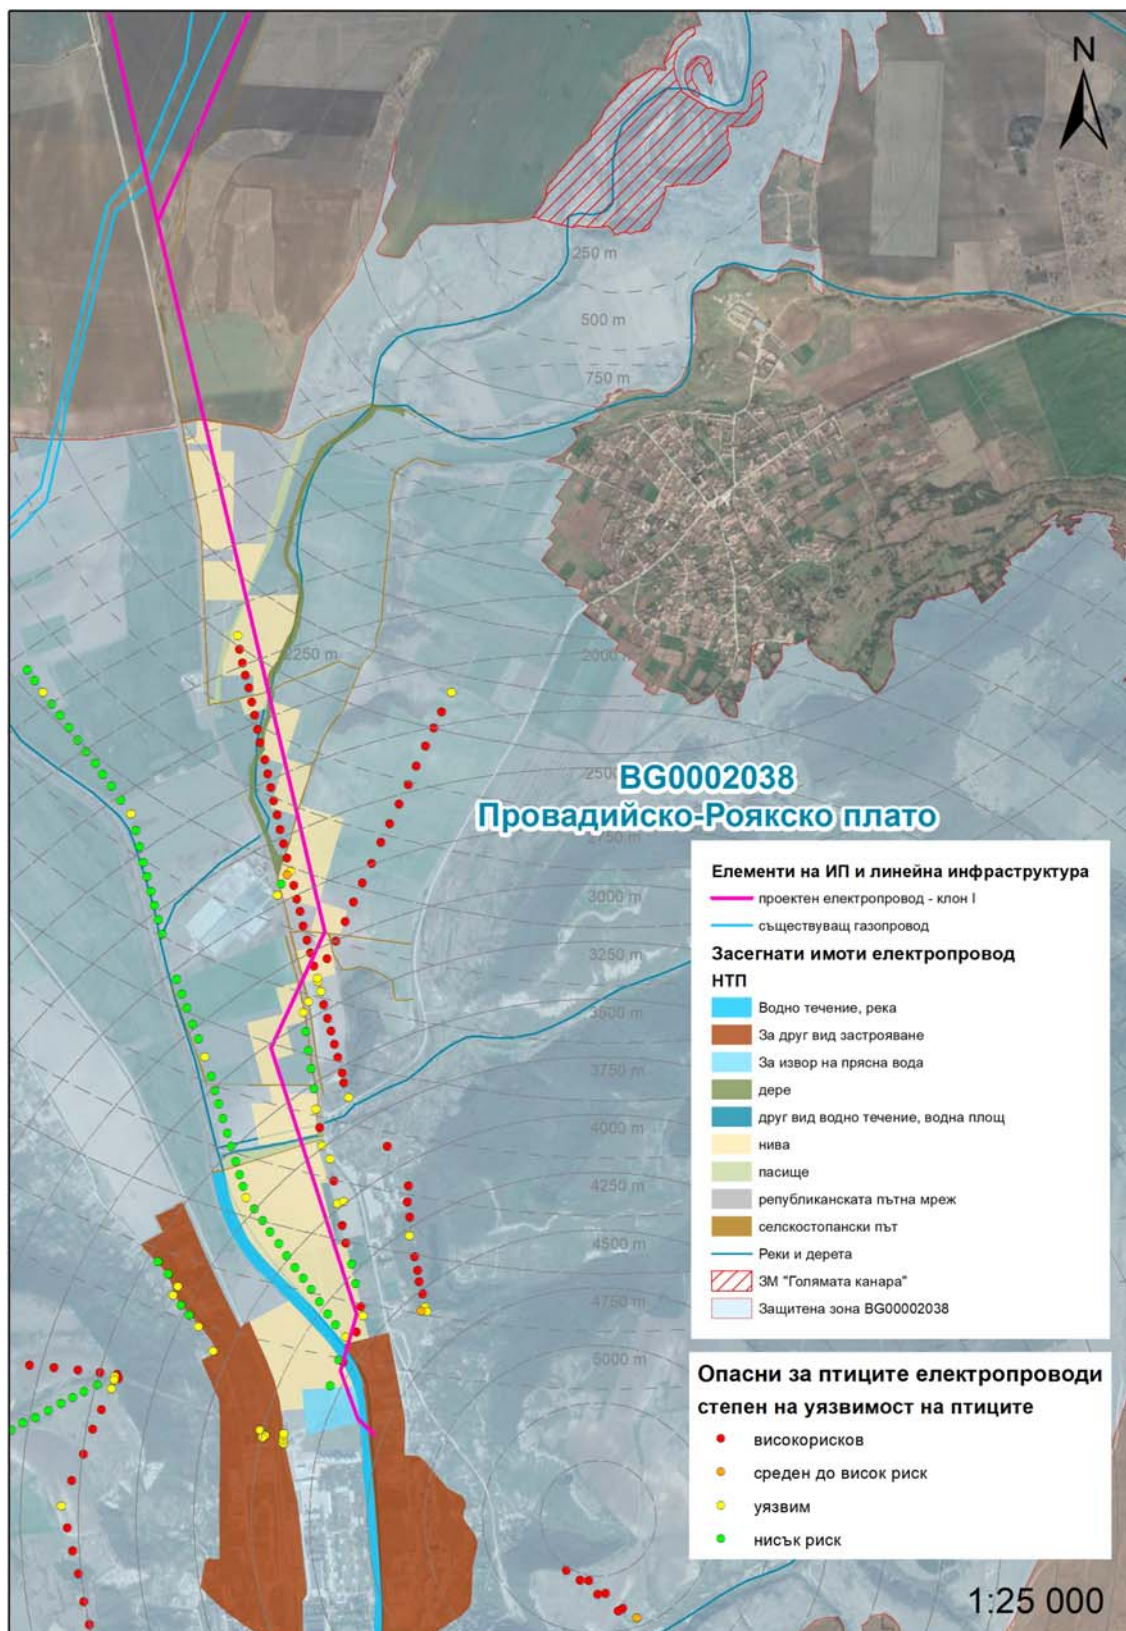 N
250 m
500 m
750 m
2250 m
2000
2500
BG0002038
Провадийско-Роякско плато
2750 m
3000 m
3250 m
3500 m
3750 m
4000 m
4250 m
4500 m
4750 m
5000 m
Елементи на ИП и линейна инфраструктура
проектен електропровод - клон I
съществуващ газопровод
Засегнати имоти електропровод
НТП
Водно течение, река
За друг вид застрояване
За извор на прясна вода
дере
друг вид водно течение, водна площ
нива
пасище
републиканската пътна мреж
селскостопански път
Реки и дерета
ЗМ "Голямата канара"
Защитена зона BG00002038
Опасни за птиците електропроводи
степен на уязвимост на птиците
високорисков
среден до висок риск
уязвим
нисък риск
1:25 000